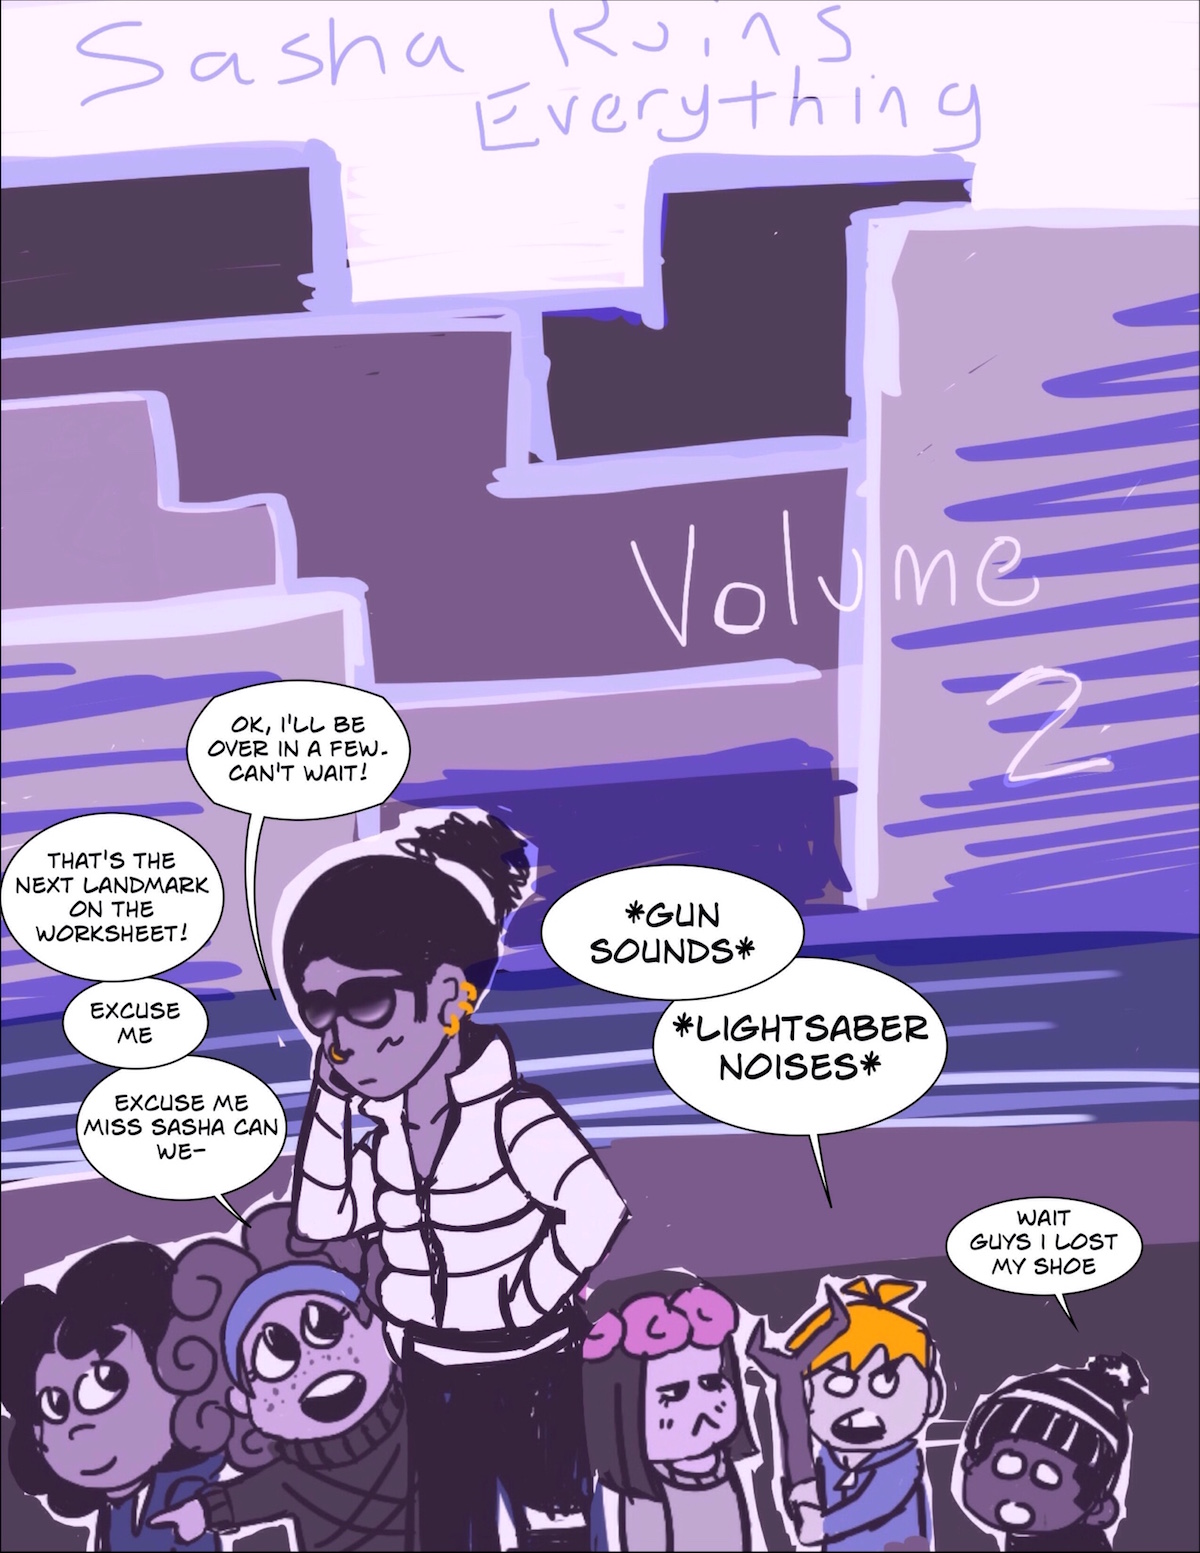 Sasha Ruins
Everything
Volume
2
OK, I'LL BE
OVER IN A FEW.
CAN'T WAIT!
THAT'S THE
NEXT LANDMARK
ON THE
WORKSHEET!
EXCUSE
ME
EXCUSE ME
MISS SASHA CAN
WE-
*GUN
SOUNDS*
*LIGHTSABER
NOISES*
WAIT
GUYS I LOST
MY SHOE